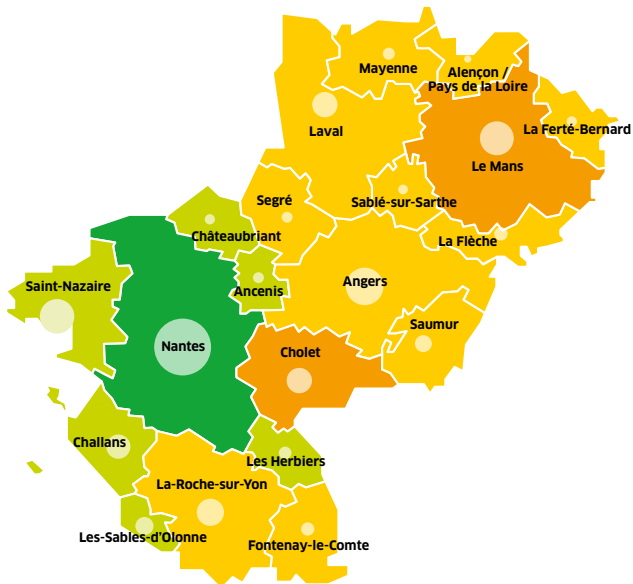 Mayenne
Alençon /
Pays de la Loire
Laval
La Ferté-Bernard
Le Mans
Segré
Sablé-sur-Sarthe
Châteaubriant
La Flèche
Saint-Nazaire
Ancenis
Angers
Saumur
Nantes
Cholet
Challans
Les Herbiers
La-Roche-sur-Yon
Les-Sables-d'Olonne
Fontenay-le-Comte